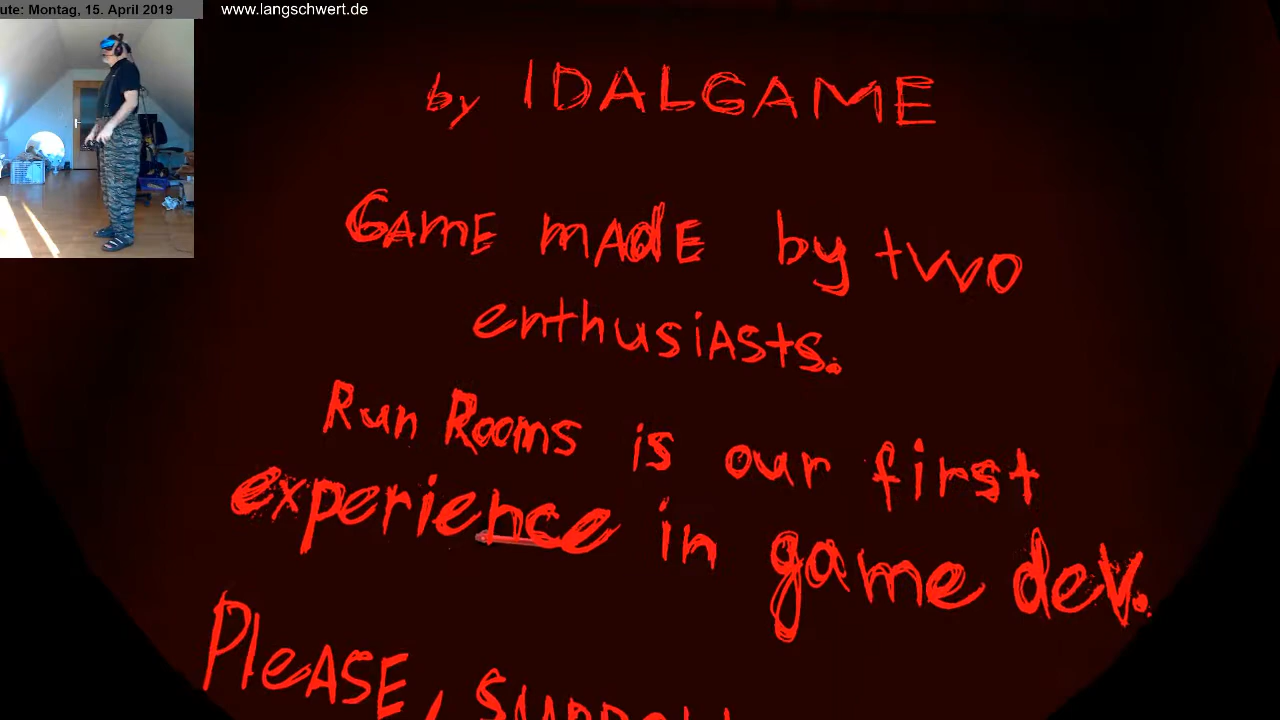 ute: Montag, 15. April 2019
www.langschwert.de
by IDALGAME
GAmE mAdE by two
enthusiAsts.
Run Rooms is our first
experience in game dev.
PleASE, suppo